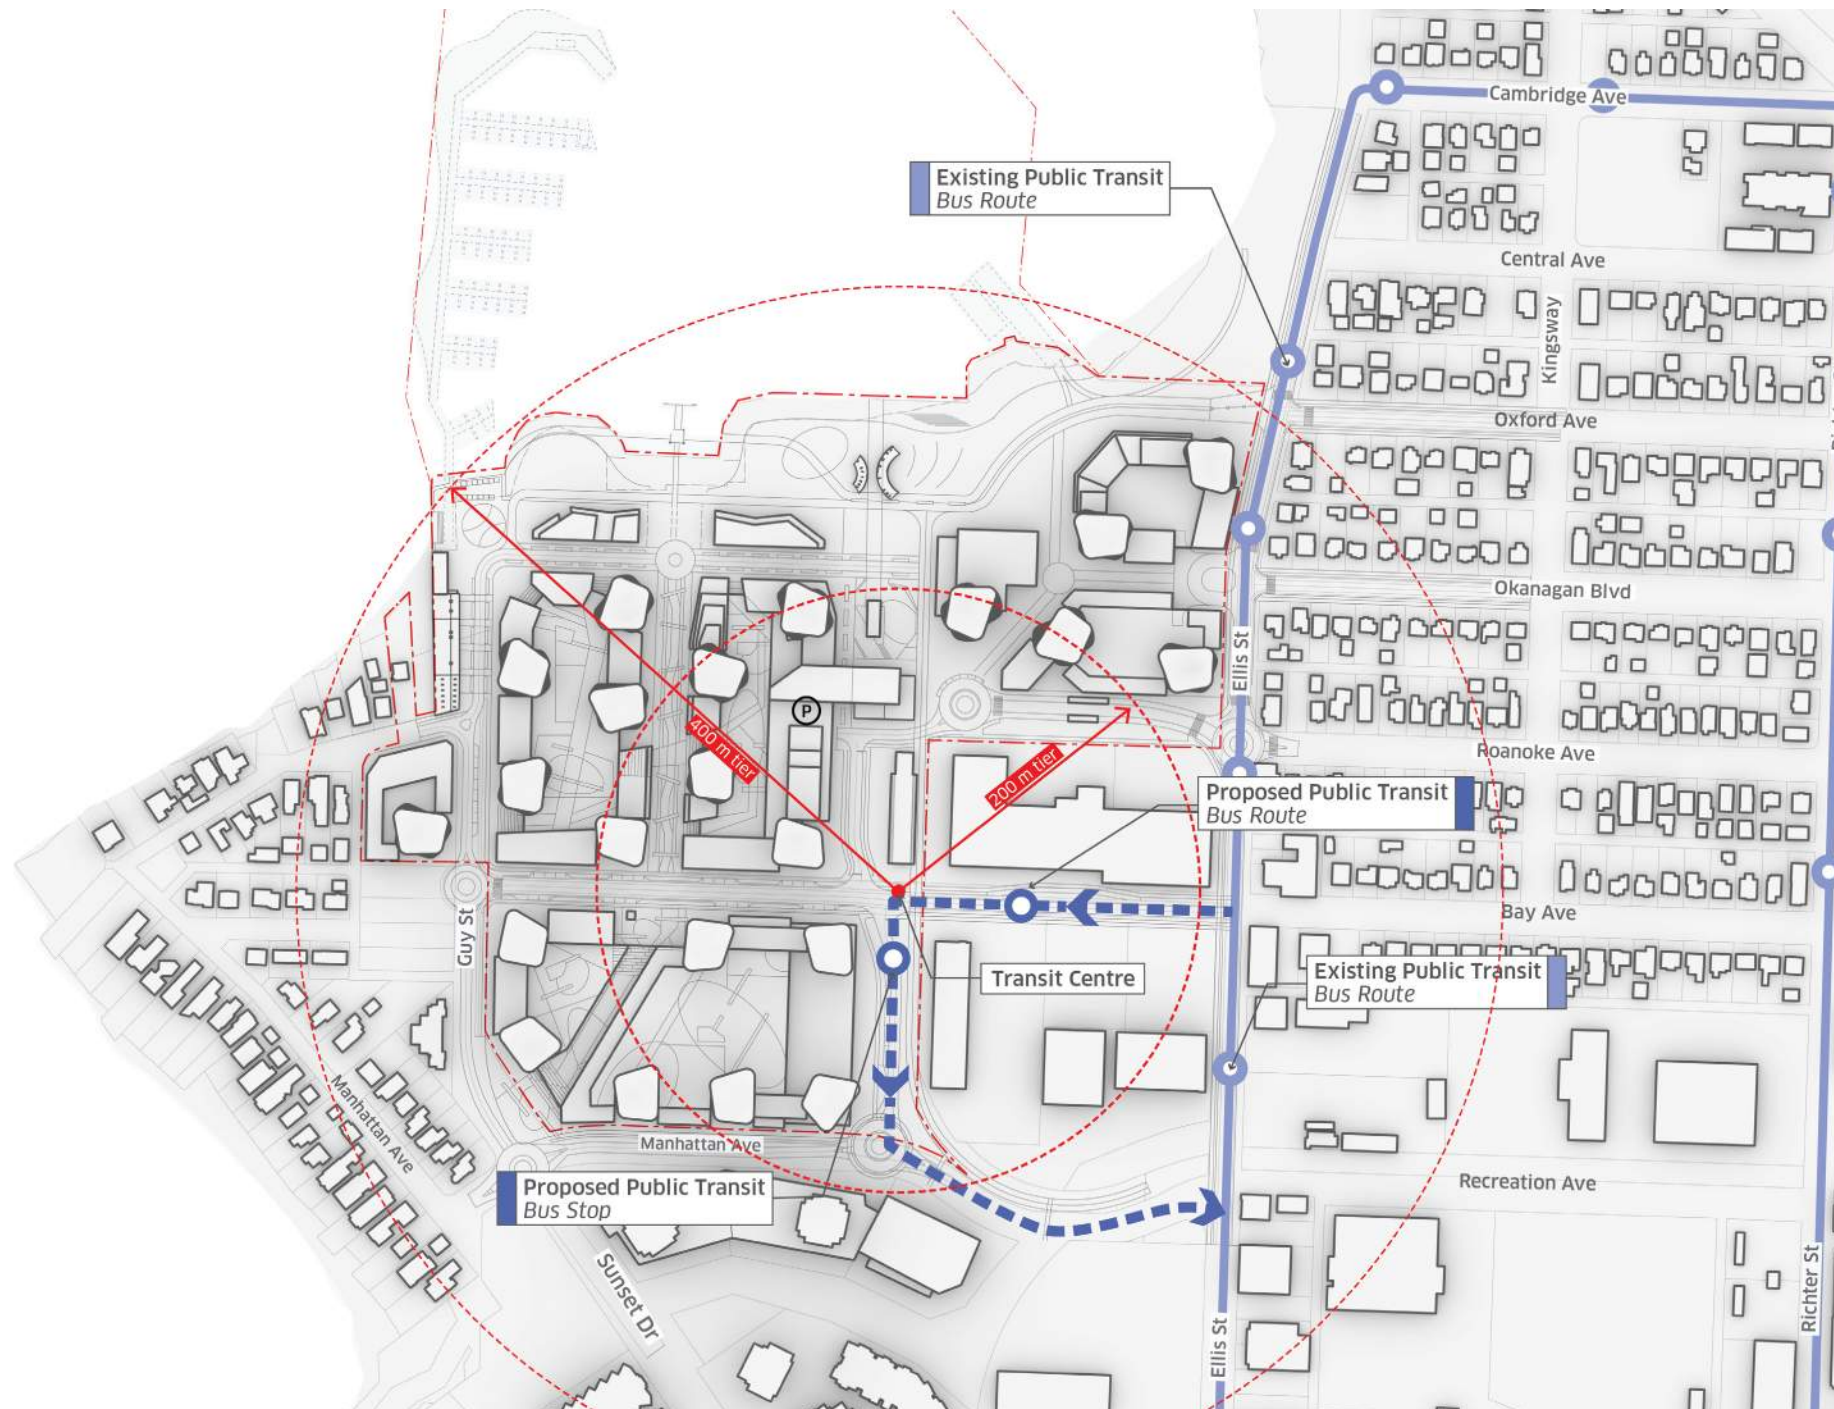 Cambridge Ave
Existing Public Transit
Bus Route
Central Ave
Kingsway
Oxford Ave
Okanagan Blvd
Ellis St
P
400 m tier
200 m tier
Roanoke Ave
Proposed Public Transit
Bus Route
Bay Ave
Guy St
Transit Centre
Existing Public Transit
Bus Route
Manhattan Ave
Manhattan Ave
Proposed Public Transit
Bus Stop
Recreation Ave
Sunset Dr
Ellis St
Richter St